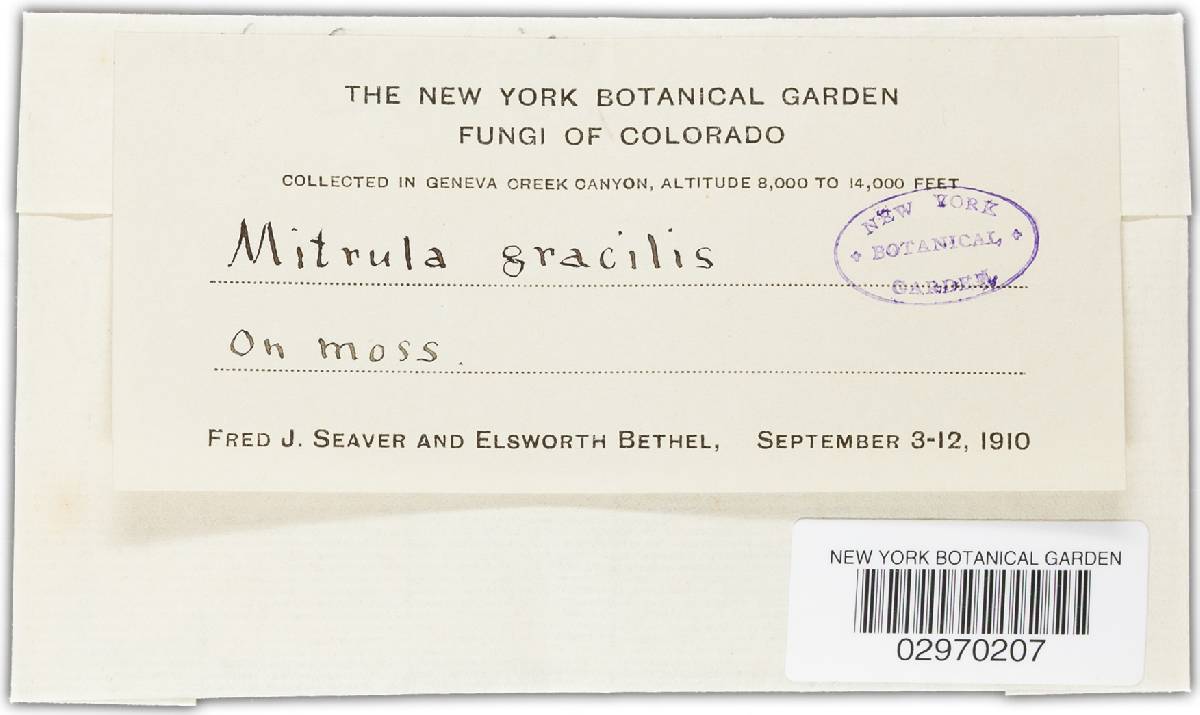 THE NEW YORK BOTANICAL GARDEN
FUNGI OF COLORADO
COLLECTED IN GENEVA CREEK CANYON, ALTITUDE 8,000 TO 14,000 FEET
Mitrula gracilis
NEW YORK
BOTANICAL
GARDEN
On moss.
FRED J. SEAVER AND ELSWORTH BETHEL, SEPTEMBER 3-12, 1910
NEW YORK BOTANICAL GARDEN
02970207